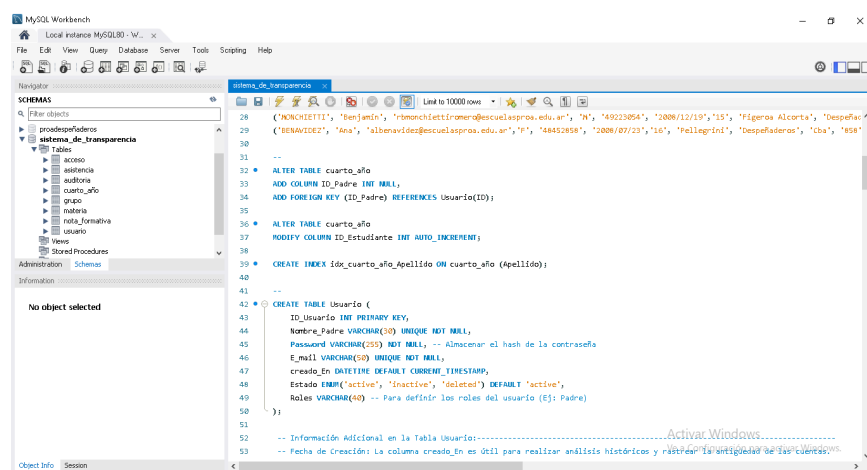 MySQL Workbench
Local instance MySQL80 - W... ×
File Edit View Query Database Server Tools Scripting Help
Navigator
SCHEMAS
Filter objects
proadespeñaderos
sistema_de_transparencia
Tables
acceso
asistencia
auditoria
cuarto_año
grupo
materia
nota_formativa
usuario
Views
Stored Procedures
Administration Schemas
Information
No object selected
Object Info Session
sistema_de_transparencia ×
Limit to 10000 rows
28 ('MONCHIETTI', 'Benjamín', 'rbmonchiettiromero@escuelasproa.edu.ar', 'M', '49223054', '2008/12/19','15', 'Figeroa Alcorta', 'Despeñad
29 ('BENAVIDEZ', 'Ana', 'albenavidez@escuelasproa.edu.ar','F', '48452858', '2008/07/23','16', 'Pellegrini', 'Despeñaderos', 'Cba', '858'
30
31 --
32 ALTER TABLE cuarto_año
33 ADD COLUMN ID_Padre INT NULL,
34 ADD FOREIGN KEY (ID_Padre) REFERENCES Usuario(ID);
35
36 ALTER TABLE cuarto_año
37 MODIFY COLUMN ID_Estudiante INT AUTO_INCREMENT;
38
39 CREATE INDEX idx_cuarto_año_Apellido ON cuarto_año (Apellido);
40
41 --
42 CREATE TABLE Usuario (
43 ID_Usuario INT PRIMARY KEY,
44 Nombre_Padre VARCHAR(30) UNIQUE NOT NULL,
45 Password VARCHAR(255) NOT NULL, -- Almacenar el hash de la contraseña
46 E_mail VARCHAR(50) UNIQUE NOT NULL,
47 creado_En DATETIME DEFAULT CURRENT_TIMESTAMP,
48 Estado ENUM('active', 'inactive', 'deleted') DEFAULT 'active',
49 Roles VARCHAR(40) -- Para definir los roles del usuario (Ej: Padre)
50 );
51
52 -- Información Adicional en la Tabla Usuario:----------------------------------------
53 -- Fecha de Creación: La columna creado_En es útil para realizar análisis históricos y rastrear la antigüedad de las cuentas.
Activar Windows
Ve a Configuración para activar Windows.